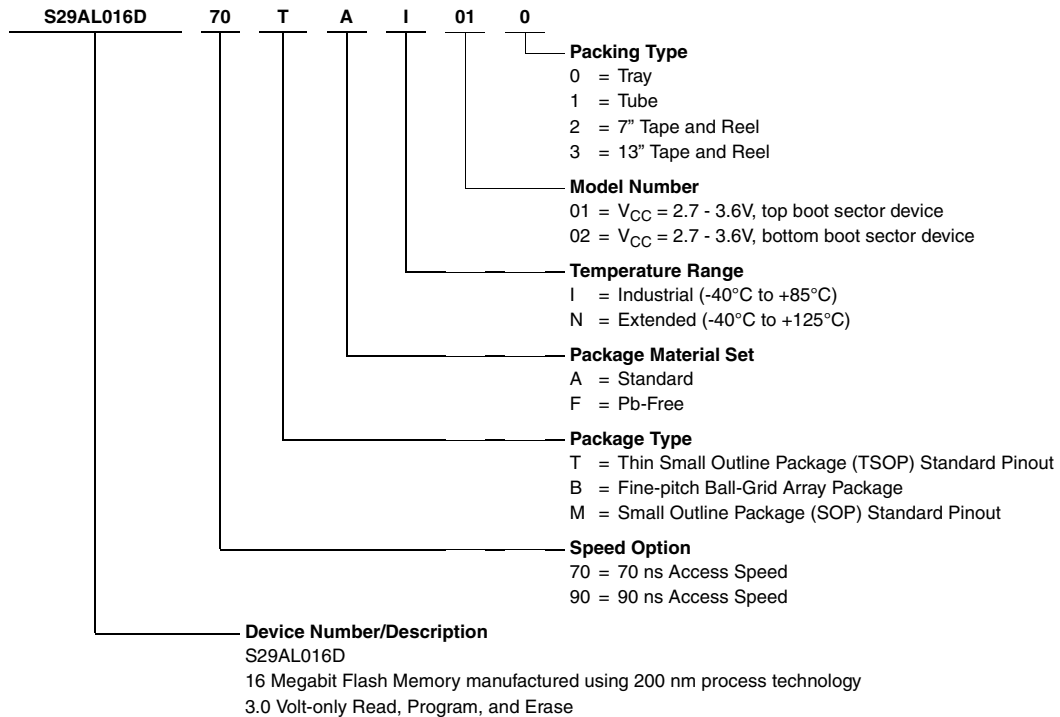 S29AL016D 70 T A I 01 0
Packing Type
0 = Tray
1 = Tube
2 = 7” Tape and Reel
3 = 13” Tape and Reel
Model Number
01 = VCC = 2.7 - 3.6V, top boot sector device
02 = VCC = 2.7 - 3.6V, bottom boot sector device
Temperature Range
I = Industrial (-40°C to +85°C)
N = Extended (-40°C to +125°C)
Package Material Set
A = Standard
F = Pb-Free
Package Type
T = Thin Small Outline Package (TSOP) Standard Pinout
B = Fine-pitch Ball-Grid Array Package
M = Small Outline Package (SOP) Standard Pinout
Speed Option
70 = 70 ns Access Speed
90 = 90 ns Access Speed
Device Number/Description
S29AL016D
16 Megabit Flash Memory manufactured using 200 nm process technology
3.0 Volt-only Read, Program, and Erase